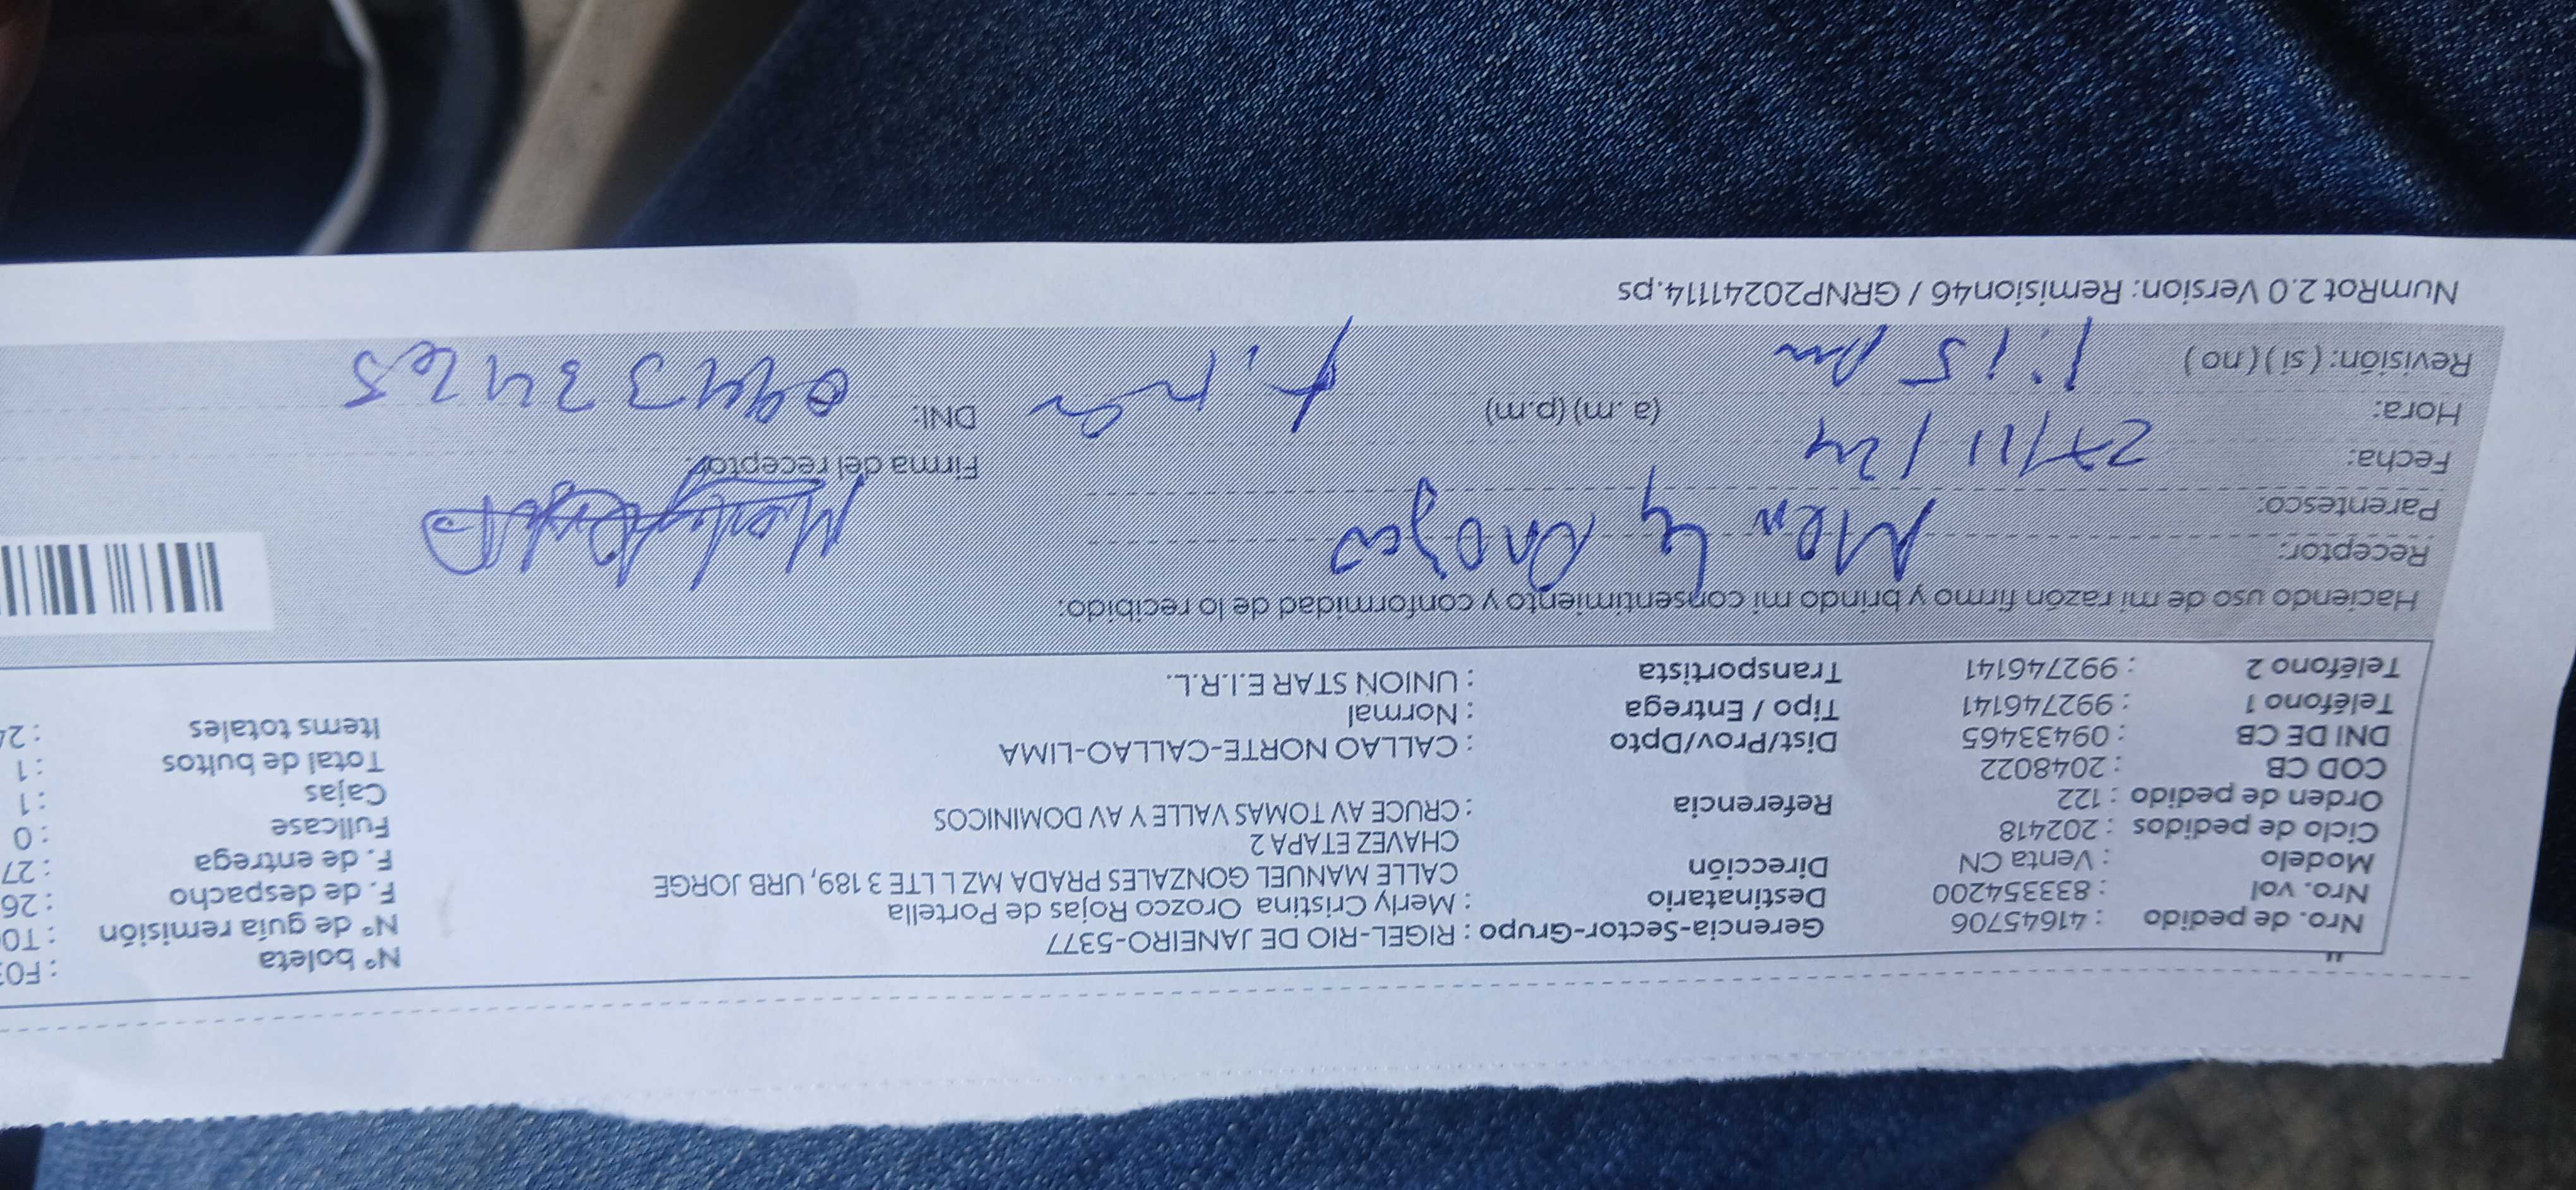 Nro. de pedido : 41645706 Gerencia-Sector-Grupo : RIGEL-RIO DE JANEIRO-5377 N° boleta : F03
Nro. vol : 833354200 Destinatario : Merly Cristina Orozco Rojas de Portella N° de guía remisión : T0
Modelo : Venta CN Dirección CALLE MANUEL GONZALES PRADA MZ L LTE 3 189, URB JORGE F. de despacho : 26
Ciclo de pedidos : 202418 CHAVEZ ETAPA 2 F. de entrega : 27
Orden de pedido : 122 Referencia : CRUCE AV TOMAS VALLE Y AV DOMINICOS Fullcase : 0
COD CB : 2048022 Cajas : 1
DNI DE CB : 09433465 Dist/Prov/Dpto : CALLAO NORTE-CALLAO-LIMA Total de bultos : 1
Teléfono 1 : 992746141 Tipo / Entrega : Normal Items totales : 24
Teléfono 2 : 992746141 Transportista : UNION STAR E.I.R.L.
Haciendo uso de mi razón firmo y brindo mi consentimiento y conformidad de lo recibido:
Receptor: Merly Orozco
Parentesco:
Fecha: 27/11/24 Firma del receptor:
Hora: 1:15 pm (a. m) (p.m) DNI: 09433465
Revisión: ( si ) ( no )
NumRot 2.0 Version: Remision46 / GRNP20241114.ps